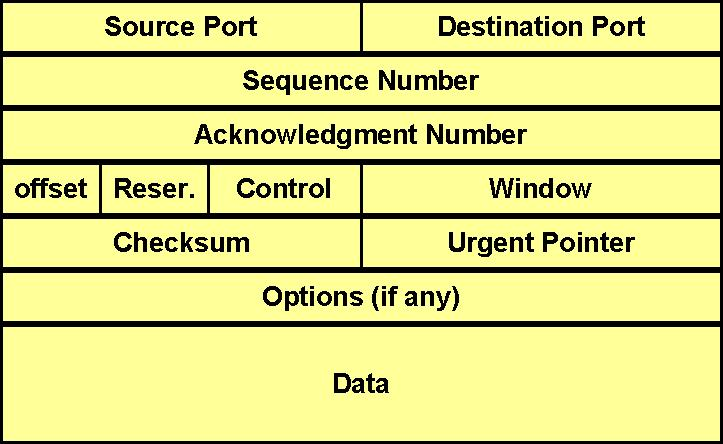 Source Port Destination Port
Sequence Number
Acknowledgment Number
offset Reser. Control Window
Checksum Urgent Pointer
Options (if any)
Data